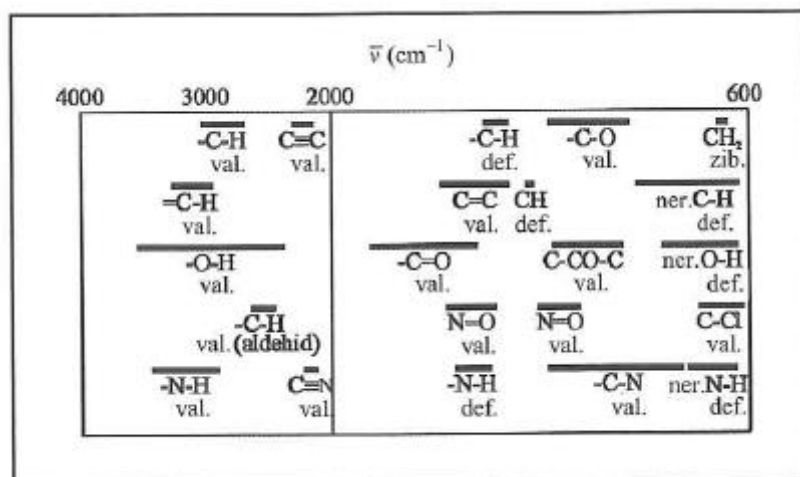 ν̅ (cm⁻¹)
4000 3000 2000 600
-C-H C≡C -C-H -C-O CH₂
val. val. def. val. zib.
=C-H C=C CH ner.C-H
val. val. def. def.
-O-H -C=O C-CO-C ner.O-H
val. val. val. def.
-C-H N=O N=O C-Cl
val. (aldehid) val. val. val.
-N-H C≡N -N-H -C-N ner.N-H
val. val. def. val. def.